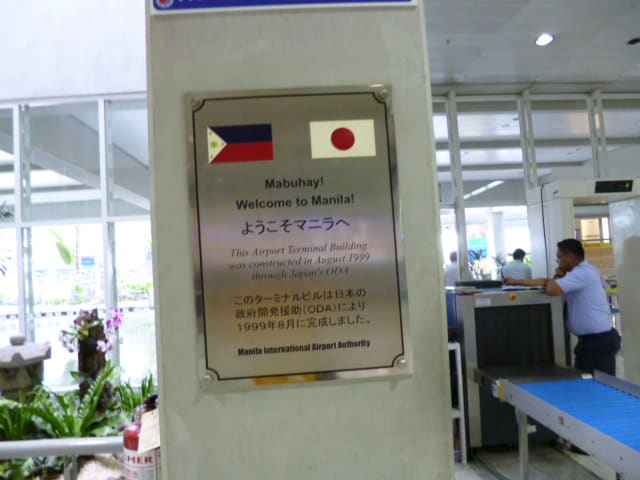 Mabuhay!
Welcome to Manila!
ようこそマニラへ
This Airport Terminal Building
was constructed in August 1999
through Japan's ODA
このターミナルビルは日本の
政府開発援助(ODA)により
1999年8月に完成しました。
Manila International Airport Authority